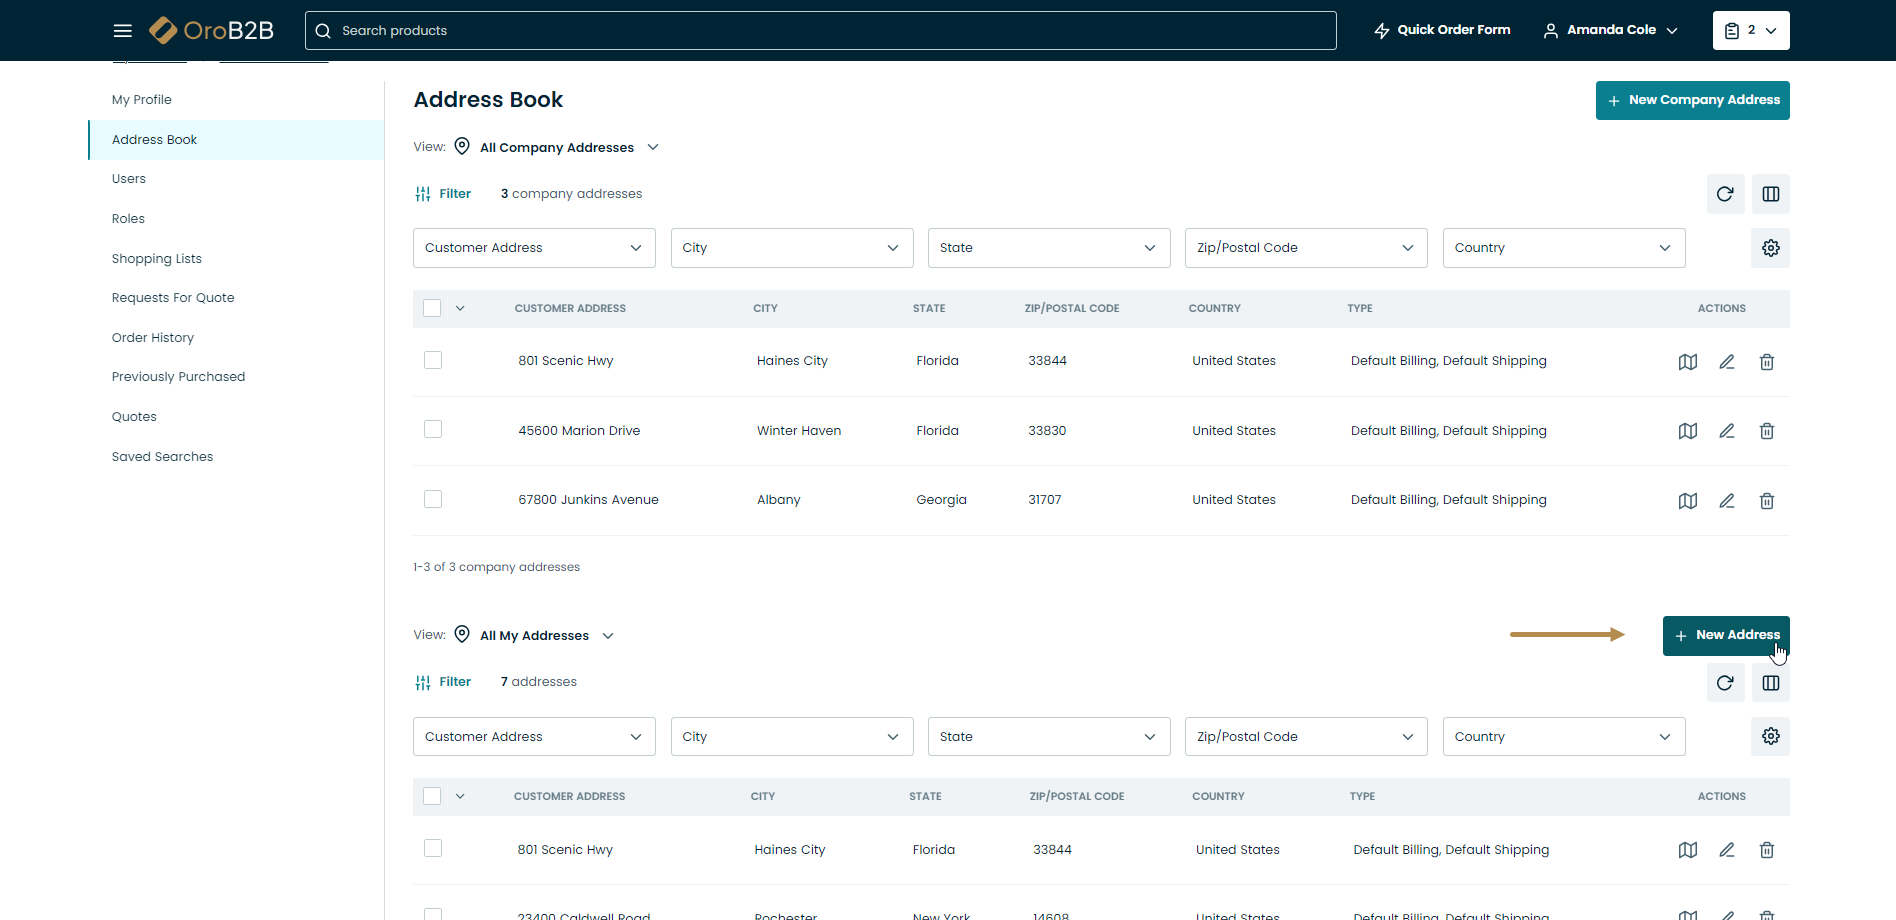 OroB2B
Search products
Quick Order Form
Amanda Cole
2
My Profile
Address Book
Users
Roles
Shopping Lists
Requests For Quote
Order History
Previously Purchased
Quotes
Saved Searches
Address Book
+ New Company Address
View: All Company Addresses
Filter 3 company addresses
Customer Address City State Zip/Postal Code Country
CUSTOMER ADDRESS CITY STATE ZIP/POSTAL CODE COUNTRY TYPE ACTIONS
801 Scenic Hwy Haines City Florida 33844 United States Default Billing, Default Shipping
45600 Marion Drive Winter Haven Florida 33830 United States Default Billing, Default Shipping
67800 Junkins Avenue Albany Georgia 31707 United States Default Billing, Default Shipping
1-3 of 3 company addresses
View: All My Addresses
+ New Address
Filter 7 addresses
Customer Address City State Zip/Postal Code Country
CUSTOMER ADDRESS CITY STATE ZIP/POSTAL CODE COUNTRY TYPE ACTIONS
801 Scenic Hwy Haines City Florida 33844 United States Default Billing, Default Shipping
23400 Caldwell Road Rochester New York 14608 United States Default Billing, Default Shipping